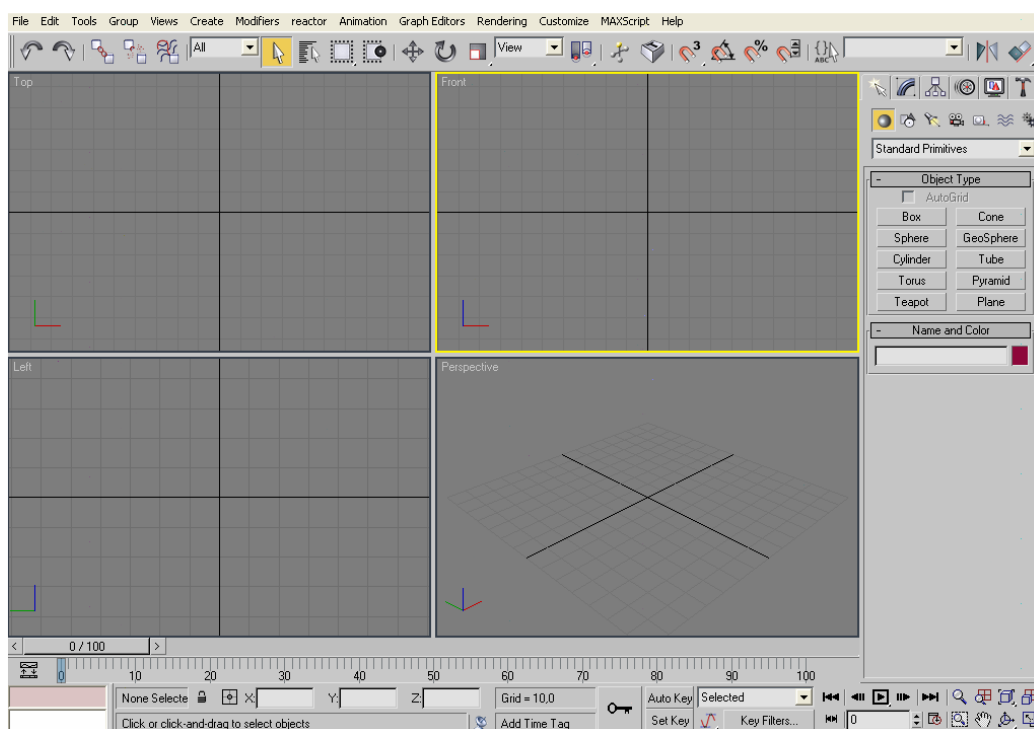 File Edit Tools Group Views Create Modifiers reactor Animation Graph Editors Rendering Customize MAXScript Help
All View 3 % {} ABC
Top Front
Standard Primitives
- Object Type
AutoGrid
Box Cone
Sphere GeoSphere
Cylinder Tube
Torus Pyramid
Teapot Plane
- Name and Color
Left Perspective
< 0 / 100 >
0 10 20 30 40 50 60 70 80 90 100
None Selecte X: Y: Z: Grid = 10,0 Auto Key Selected
Click or click-and-drag to select objects Add Time Tag Set Key Key Filters... 0